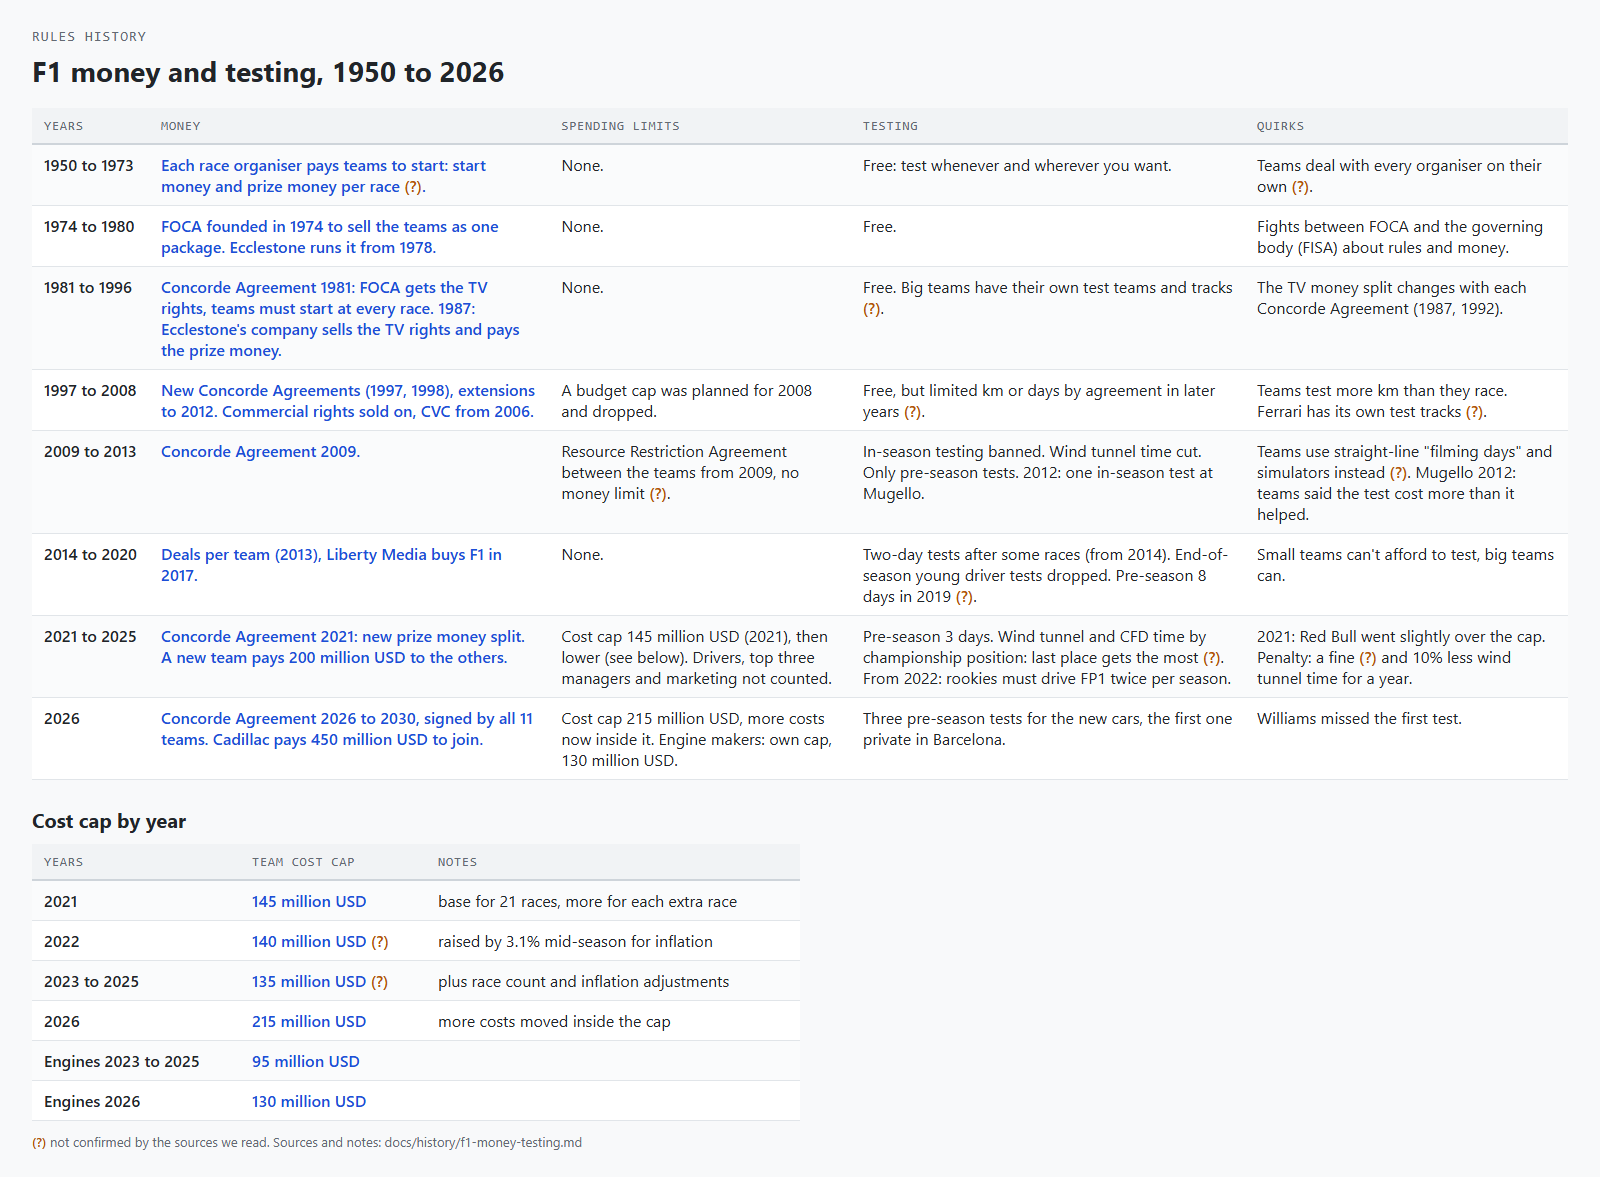 RULES HISTORY
F1 money and testing, 1950 to 2026
YEARS MONEY SPENDING LIMITS TESTING QUIRKS
1950 to 1973 Each race organiser pays teams to start: start None. Free: test whenever and wherever you want. Teams deal with every organiser on their
money and prize money per race (?). own (?).
1974 to 1980 FOCA founded in 1974 to sell the teams as one None. Free. Fights between FOCA and the governing
package. Ecclestone runs it from 1978. body (FISA) about rules and money.
1981 to 1996 Concorde Agreement 1981: FOCA gets the TV None. Free. Big teams have their own test teams and tracks The TV money split changes with each
rights, teams must start at every race. 1987: (?). Concorde Agreement (1987, 1992).
Ecclestone's company sells the TV rights and pays
the prize money.
1997 to 2008 New Concorde Agreements (1997, 1998), extensions A budget cap was planned for 2008 Free, but limited km or days by agreement in later Teams test more km than they race.
to 2012. Commercial rights sold on, CVC from 2006. and dropped. years (?). Ferrari has its own test tracks (?).
2009 to 2013 Concorde Agreement 2009. Resource Restriction Agreement In-season testing banned. Wind tunnel time cut. Teams use straight-line "filming days" and
between the teams from 2009, no Only pre-season tests. 2012: one in-season test at simulators instead (?). Mugello 2012:
money limit (?). Mugello. teams said the test cost more than it
helped.
2014 to 2020 Deals per team (2013), Liberty Media buys F1 in None. Two-day tests after some races (from 2014). End-of- Small teams can't afford to test, big teams
2017. season young driver tests dropped. Pre-season 8 can.
days in 2019 (?).
2021 to 2025 Concorde Agreement 2021: new prize money split. Cost cap 145 million USD (2021), then Pre-season 3 days. Wind tunnel and CFD time by 2021: Red Bull went slightly over the cap.
A new team pays 200 million USD to the others. lower (see below). Drivers, top three championship position: last place gets the most (?). Penalty: a fine (?) and 10% less wind
managers and marketing not counted. From 2022: rookies must drive FP1 twice per season. tunnel time for a year.
2026 Concorde Agreement 2026 to 2030, signed by all 11 Cost cap 215 million USD, more costs Three pre-season tests for the new cars, the first one Williams missed the first test.
teams. Cadillac pays 450 million USD to join. now inside it. Engine makers: own cap, private in Barcelona.
130 million USD.
Cost cap by year
YEARS TEAM COST CAP NOTES
2021 145 million USD base for 21 races, more for each extra race
2022 140 million USD (?) raised by 3.1% mid-season for inflation
2023 to 2025 135 million USD (?) plus race count and inflation adjustments
2026 215 million USD more costs moved inside the cap
Engines 2023 to 2025 95 million USD
Engines 2026 130 million USD
(?) not confirmed by the sources we read. Sources and notes: docs/history/f1-money-testing.md